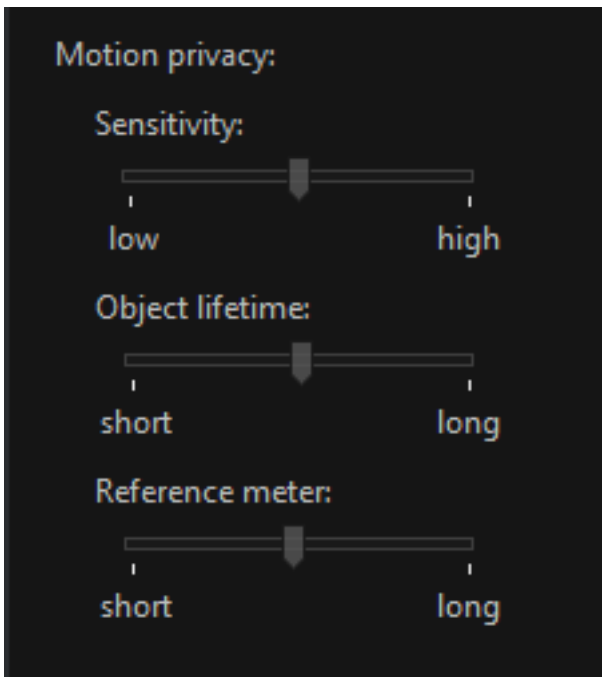 Motion privacy:
Sensitivity:
low high
Object lifetime:
short long
Reference meter:
short long